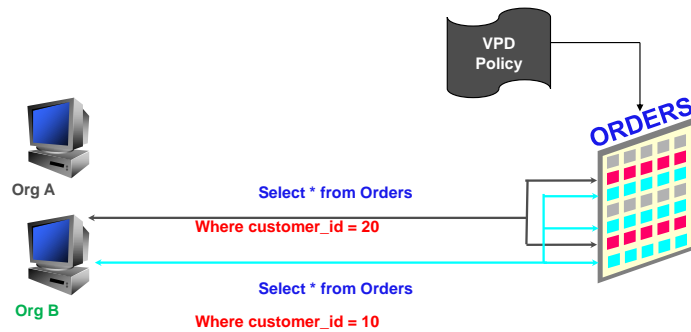 VPD
Policy
ORDERS
Org A
Select * from Orders
Where customer_id = 20
Org B
Select * from Orders
Where customer_id = 10